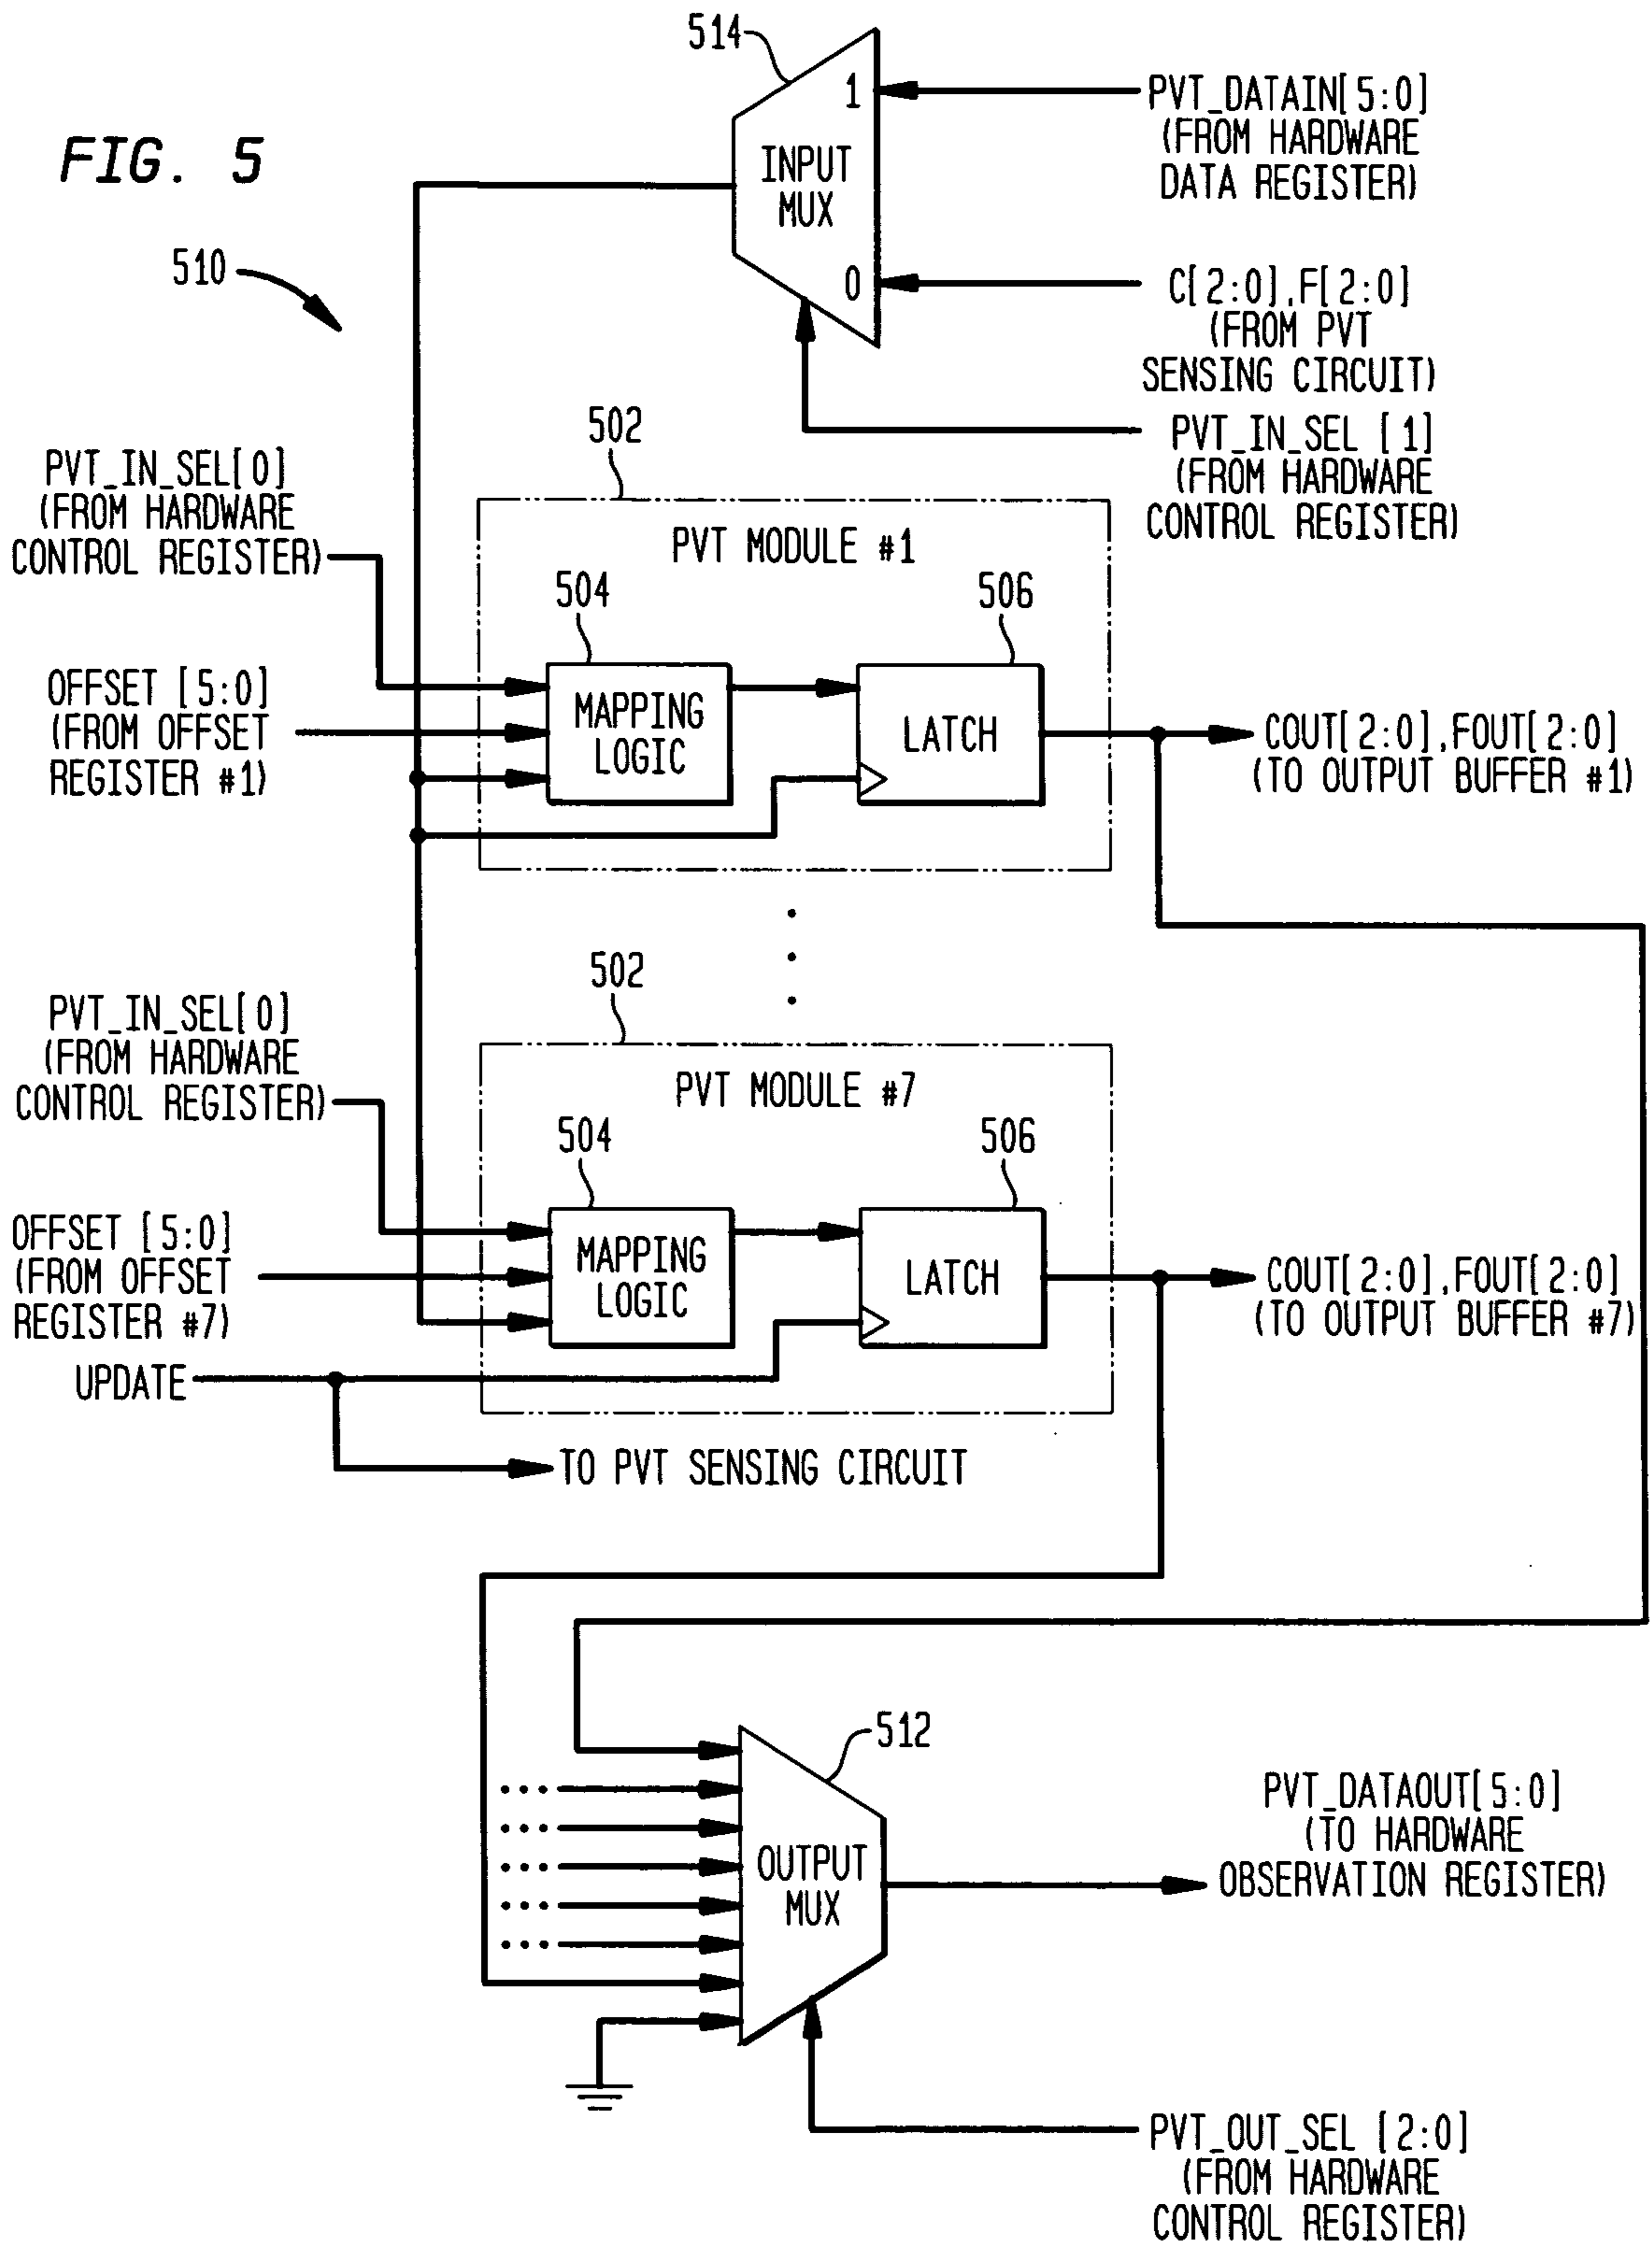 514
1
PVT_DATAIN[5:0]
(FROM HARDWARE
DATA REGISTER)
FIG. 5
INPUT
MUX
510
0
C[2:0],F[2:0]
(FROM PVT
SENSING CIRCUIT)
PVT_IN_SEL [1]
(FROM HARDWARE
CONTROL REGISTER)
502
PVT_IN_SEL[0]
(FROM HARDWARE
CONTROL REGISTER)
PVT MODULE #1
504
506
OFFSET [5:0]
(FROM OFFSET
REGISTER #1)
MAPPING
LOGIC
LATCH
COUT[2:0],FOUT[2:0]
(TO OUTPUT BUFFER #1)
502
PVT_IN_SEL[0]
(FROM HARDWARE
CONTROL REGISTER)
PVT MODULE #7
504
506
OFFSET [5:0]
(FROM OFFSET
REGISTER #7)
MAPPING
LOGIC
LATCH
COUT[2:0],FOUT[2:0]
(TO OUTPUT BUFFER #7)
UPDATE
TO PVT SENSING CIRCUIT
512
OUTPUT
MUX
PVT_DATAOUT[5:0]
(TO HARDWARE
OBSERVATION REGISTER)
PVT_OUT_SEL [2:0]
(FROM HARDWARE
CONTROL REGISTER)